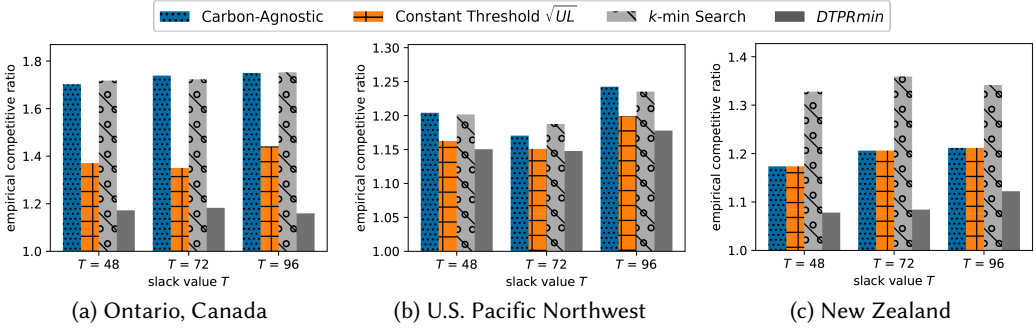 Carbon-Agnostic Constant Threshold √UL k-min Search DTPRmin
empirical competitive ratio
1.8
1.6
1.4
1.2
1.0
T = 48 T = 72 T = 96
slack value T
(a) Ontario, Canada
empirical competitive ratio
1.30
1.25
1.20
1.15
1.10
1.05
1.00
T = 48 T = 72 T = 96
slack value T
(b) U.S. Pacific Northwest
empirical competitive ratio
1.4
1.3
1.2
1.1
1.0
T = 48 T = 72 T = 96
slack value T
(c) New Zealand